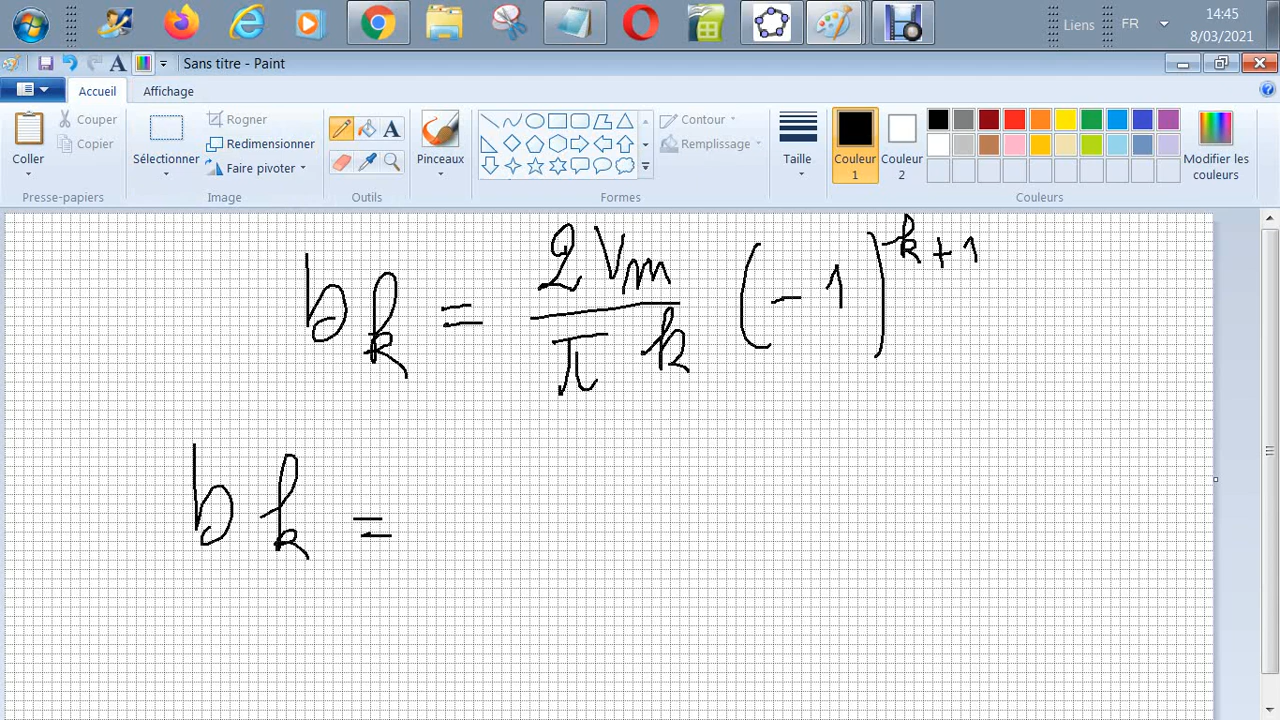 14:45
Liens FR
8/03/2021
Sans titre - Paint
Accueil Affichage
Coller
Couper
Copier
Presse-papiers
Sélectionner
Rogner
Redimensionner
Faire pivoter
Image
A
Outils
Pinceaux
Contour
Remplissage
Formes
Taille
Couleur
1
Couleur
2
Modifier les
couleurs
Couleurs
b_k = 2Vm / πk (-1)^k+1
b_k =